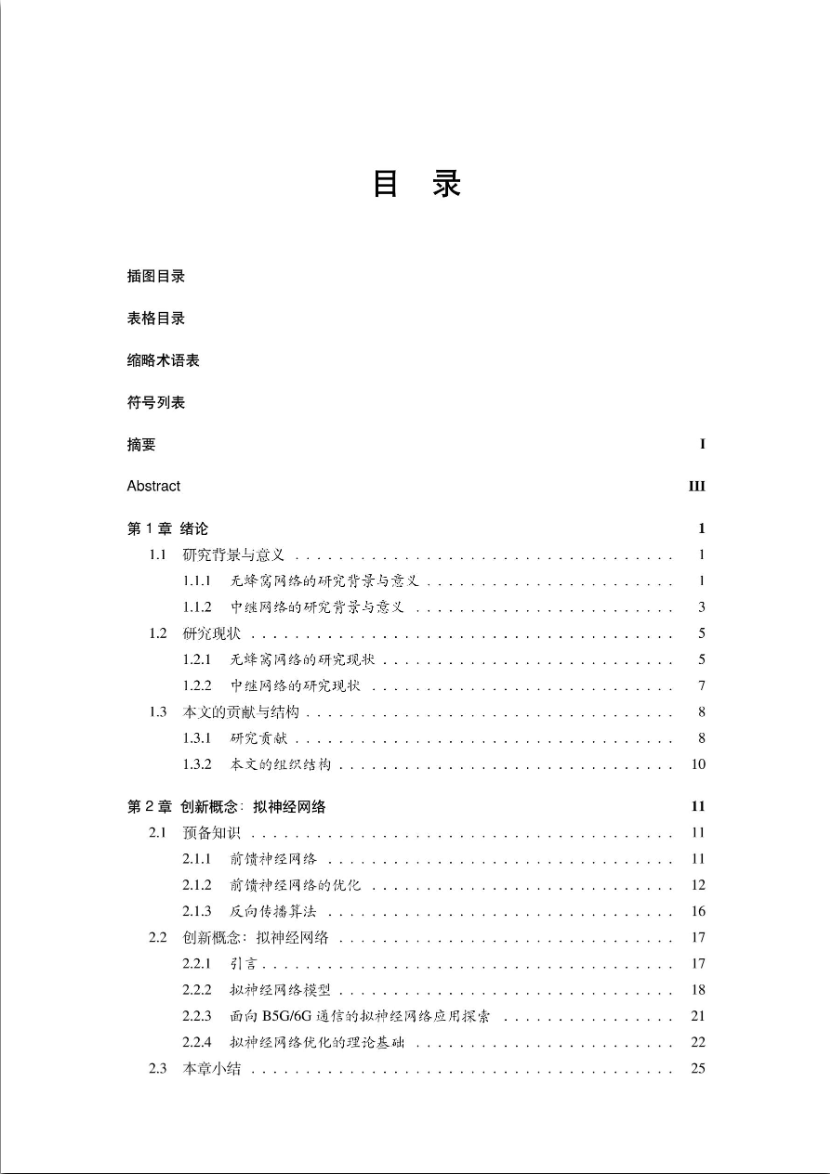 目 录
插图目录
表格目录
缩略术语表
符号列表
摘要 I
Abstract III
第 1 章 绪论 1
1.1 研究背景与意义 . . . . . . . . . . . . . . . . . . . . 1
1.1.1 无蜂窝网络的研究背景与意义 . . . . . . . . . . . . . . . . . . . . 1
1.1.2 中继网络的研究背景与意义 . . . . . . . . . . . . . . . . . . . . 3
1.2 研究现状 . . . . . . . . . . . . . . . . . . . . 5
1.2.1 无蜂窝网络的研究现状 . . . . . . . . . . . . . . . . . . . . 5
1.2.2 中继网络的研究现状 . . . . . . . . . . . . . . . . . . . . 7
1.3 本文的贡献与结构 . . . . . . . . . . . . . . . . . . . . 8
1.3.1 研究贡献 . . . . . . . . . . . . . . . . . . . . 8
1.3.2 本文的组织结构 . . . . . . . . . . . . . . . . . . . . 10
第 2 章 创新概念：拟神经网络 11
2.1 预备知识 . . . . . . . . . . . . . . . . . . . . 11
2.1.1 前馈神经网络 . . . . . . . . . . . . . . . . . . . . 11
2.1.2 前馈神经网络的优化 . . . . . . . . . . . . . . . . . . . . 12
2.1.3 反向传播算法 . . . . . . . . . . . . . . . . . . . . 16
2.2 创新概念：拟神经网络 . . . . . . . . . . . . . . . . . . . . 17
2.2.1 引言 . . . . . . . . . . . . . . . . . . . . 17
2.2.2 拟神经网络模型 . . . . . . . . . . . . . . . . . . . . 18
2.2.3 面向 B5G/6G 通信的拟神经网络应用探索 . . . . . . . . . . . . . . . . 21
2.2.4 拟神经网络优化的理论基础 . . . . . . . . . . . . . . . . . . . . 22
2.3 本章小结 . . . . . . . . . . . . . . . . . . . . 25